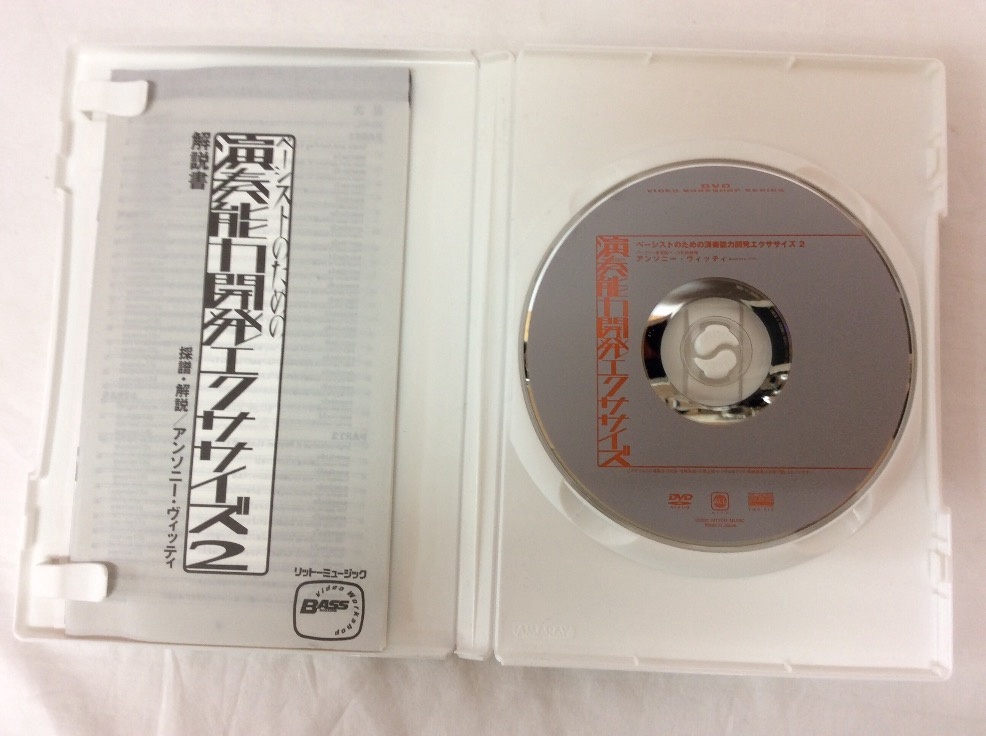 ベーシストのための
演奏能力開発エクササイズ2
解説書
採譜・解説/アンソニー・ヴィッティ
リットーミュージック
Video Workshop
BASS
DVD
VIDEO WORKSHOP SERIES
ベーシストのための演奏能力開発エクササイズ 2
アンソニー・ヴィッティ
演奏能力開発エクササイズ
DVD
VIDEO
Made in Japan
AMARAY